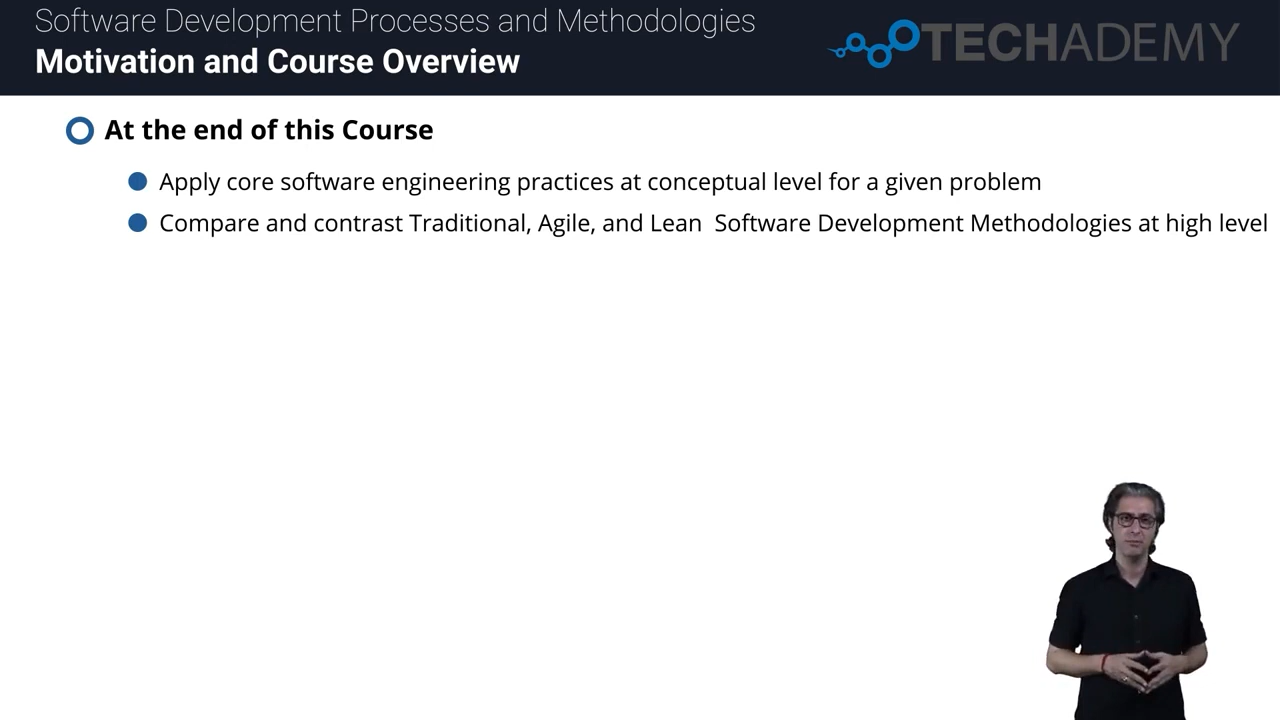 Software Development Processes and Methodologies
Motivation and Course Overview
TECHADEMY
At the end of this Course
Apply core software engineering practices at conceptual level for a given problem
Compare and contrast Traditional, Agile, and Lean Software Development Methodologies at high level